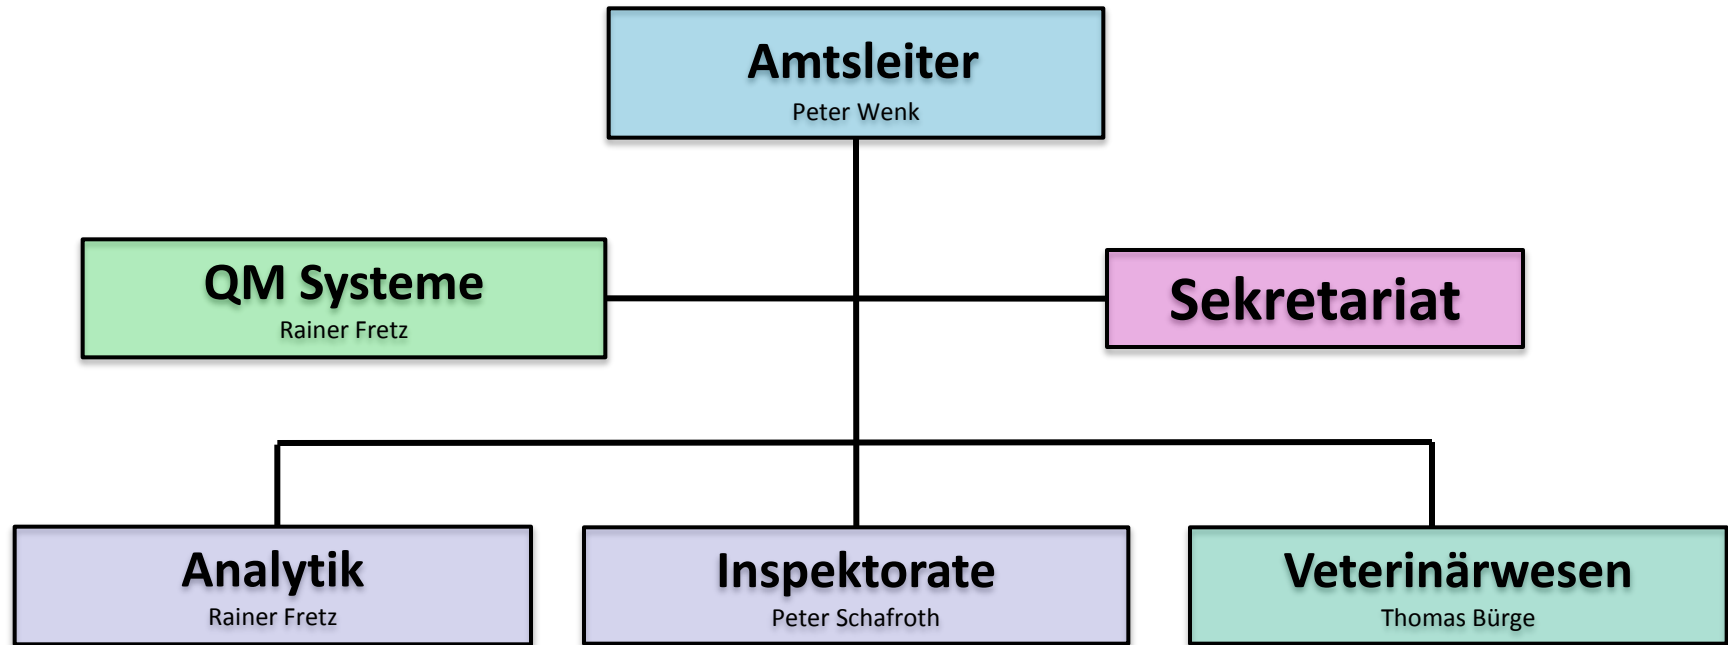 Amtsleiter
Peter Wenk
QM Systeme
Rainer Fretz
Sekretariat
Analytik
Rainer Fretz
Inspektorate
Peter Schafroth
Veterinärwesen
Thomas Bürge